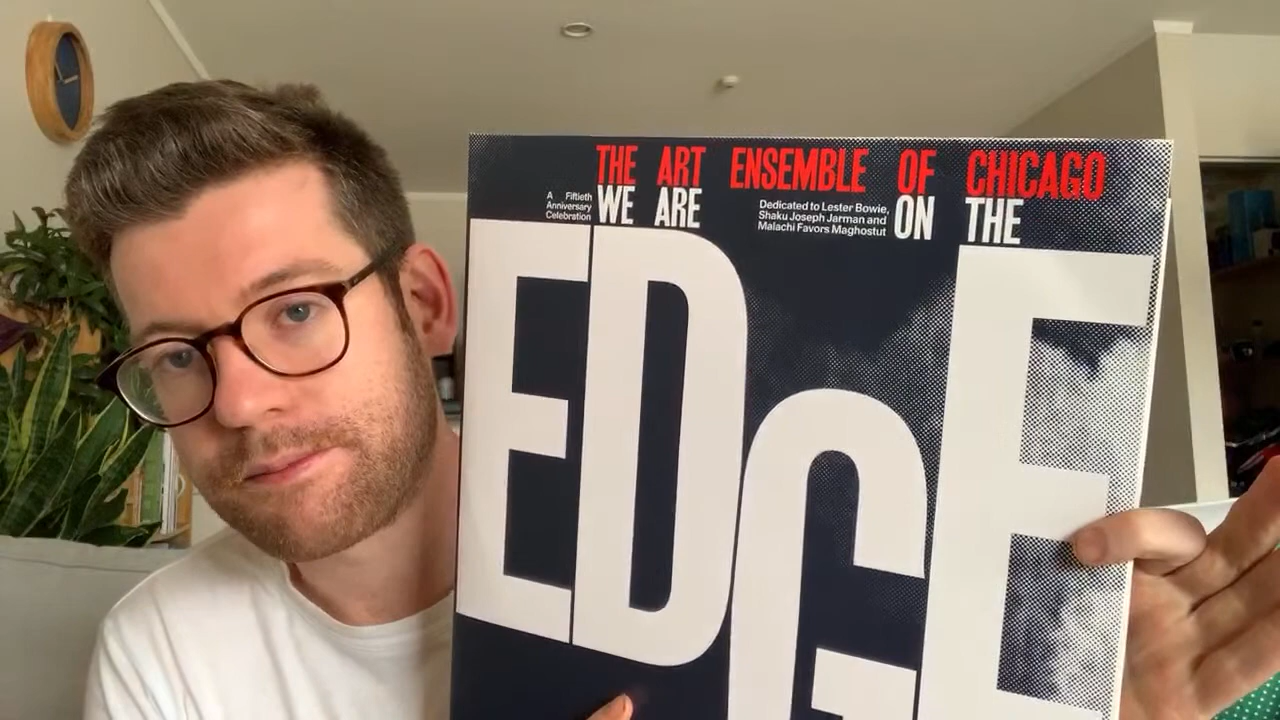 THE ART ENSEMBLE OF CHICAGO
A Fiftieth
Anniversary
Celebration
WE ARE
Dedicated to Lester Bowie,
Shaku Joseph Jarman and
Malachi Favors Maghostut
ON THE
EDGE